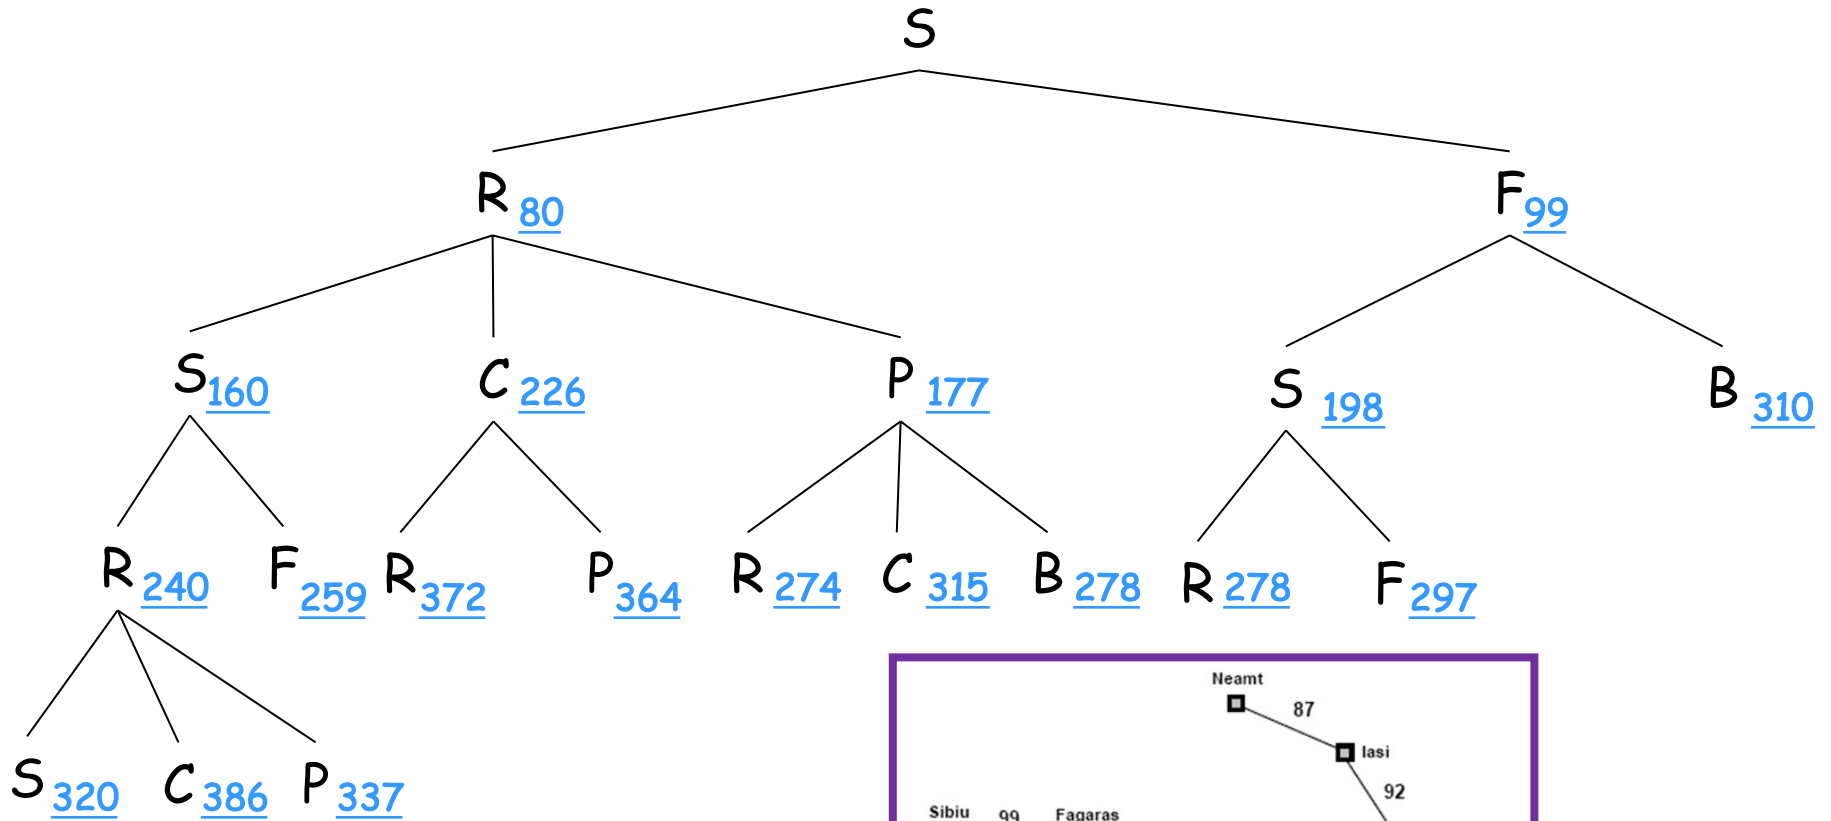 S
R 80 F 99
S 160 C 226 P 177 S 198 B 310
R 240 F 259 R 372 P 364 R 274 C 315 B 278 R 278 F 297
Neamt
87
Iasi
92
S 320 C 386 P 337
Sibiu 99 Fagaras